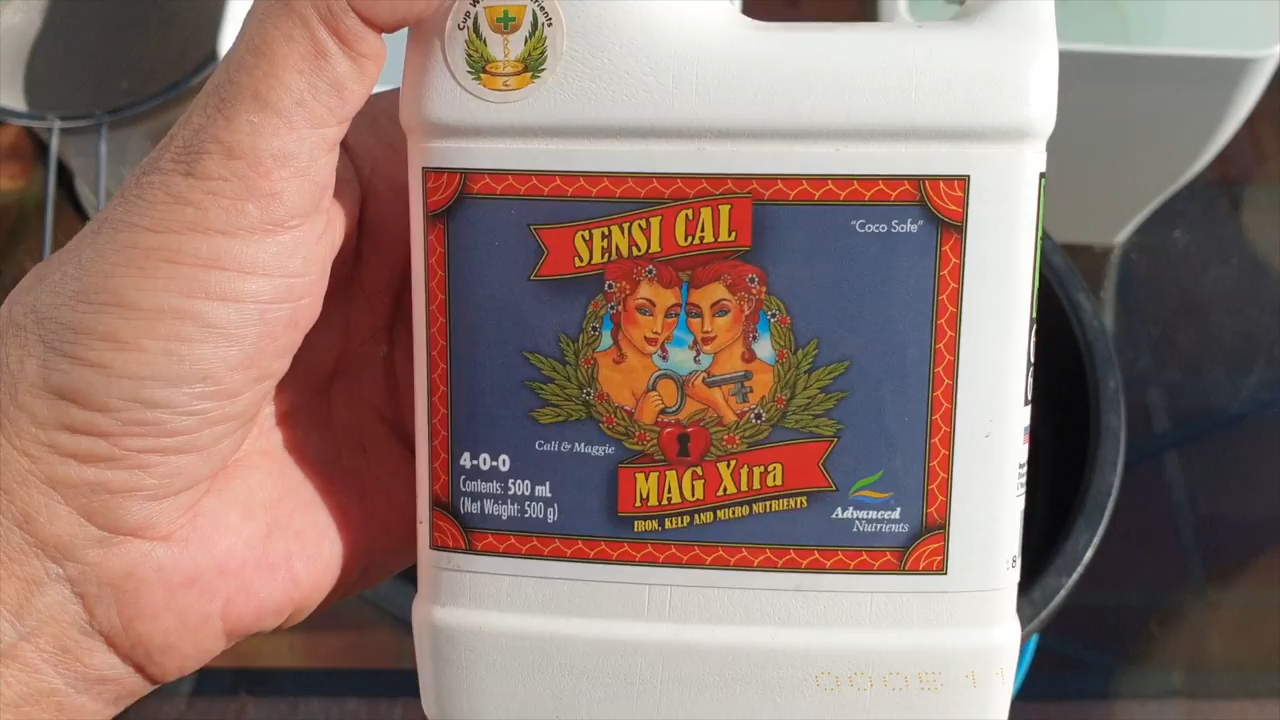 SENSI CAL
"Coco Safe"
Cali & Maggie
4-0-0
Contents: 500 mL
(Net Weight: 500 g)
MAG Xtra
IRON, KELP AND MICRO NUTRIENTS
Advanced
Nutrients